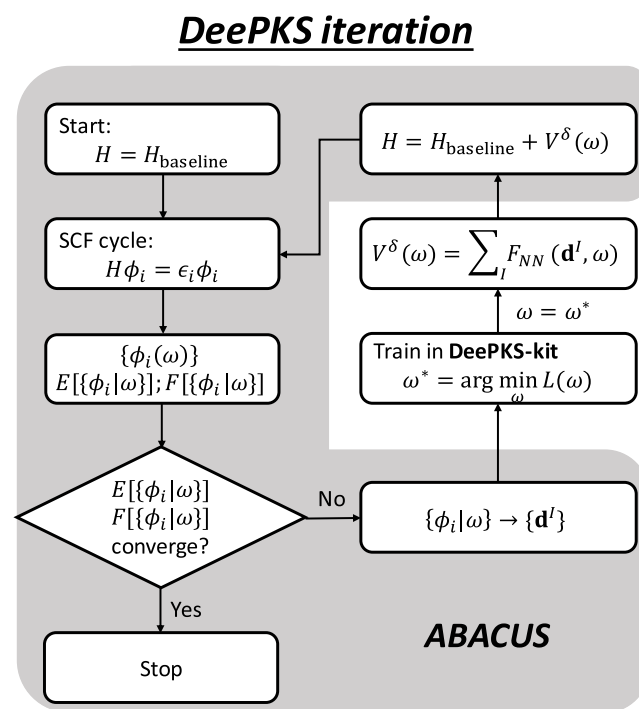 DeePKS iteration
Start:
H = H_baseline
SCF cycle:
Hϕ_i = ϵ_iϕ_i
{ϕ_i(ω)}
E[{ϕ_i|ω}]; F[{ϕ_i|ω}]
E[{ϕ_i|ω}]
F[{ϕ_i|ω}]
converge?
Yes
Stop
No
{ϕ_i|ω} → {d^I}
Train in DeePKS-kit
ω* = arg min_ω L(ω)
ω = ω*
V^δ(ω) = ∑_I F_NN (d^I, ω)
H = H_baseline + V^δ(ω)
ABACUS